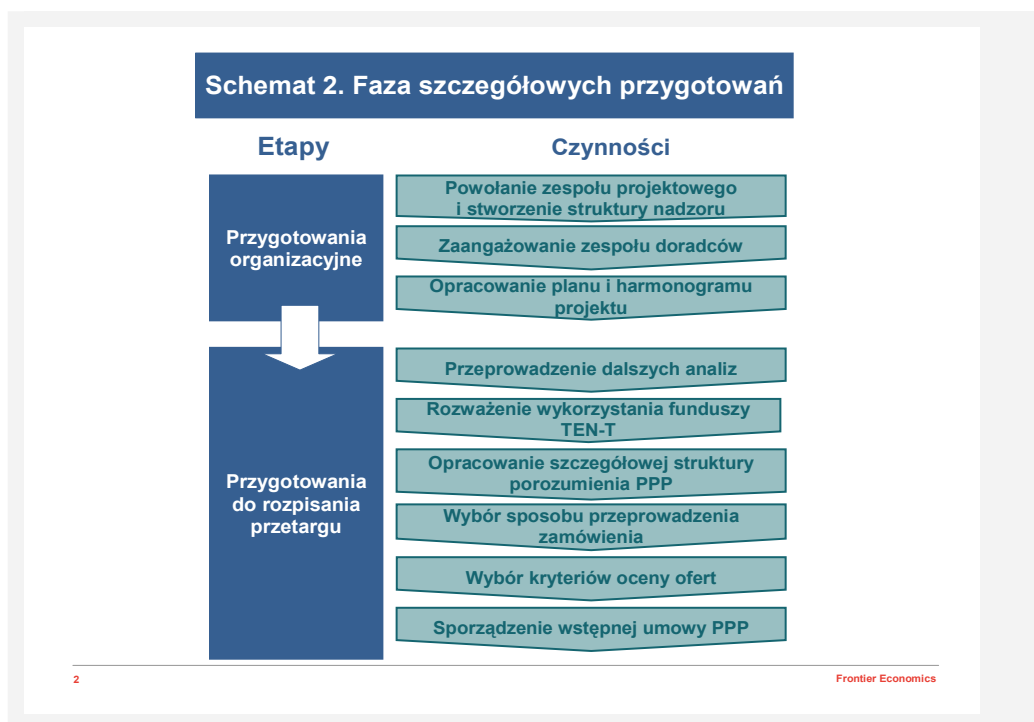 Schemat 2. Faza szczegółowych przygotowań
Etapy
Czynności
Przygotowania
organizacyjne
Powołanie zespołu projektowego
i stworzenie struktury nadzoru
Zaangażowanie zespołu doradców
Opracowanie planu i harmonogramu
projektu
Przygotowania
do rozpisania
przetargu
Przeprowadzenie dalszych analiz
Rozważenie wykorzystania funduszy
TEN-T
Opracowanie szczegółowej struktury
porozumienia PPP
Wybór sposobu przeprowadzenia
zamówienia
Wybór kryteriów oceny ofert
Sporządzenie wstępnej umowy PPP
2
Frontier Economics